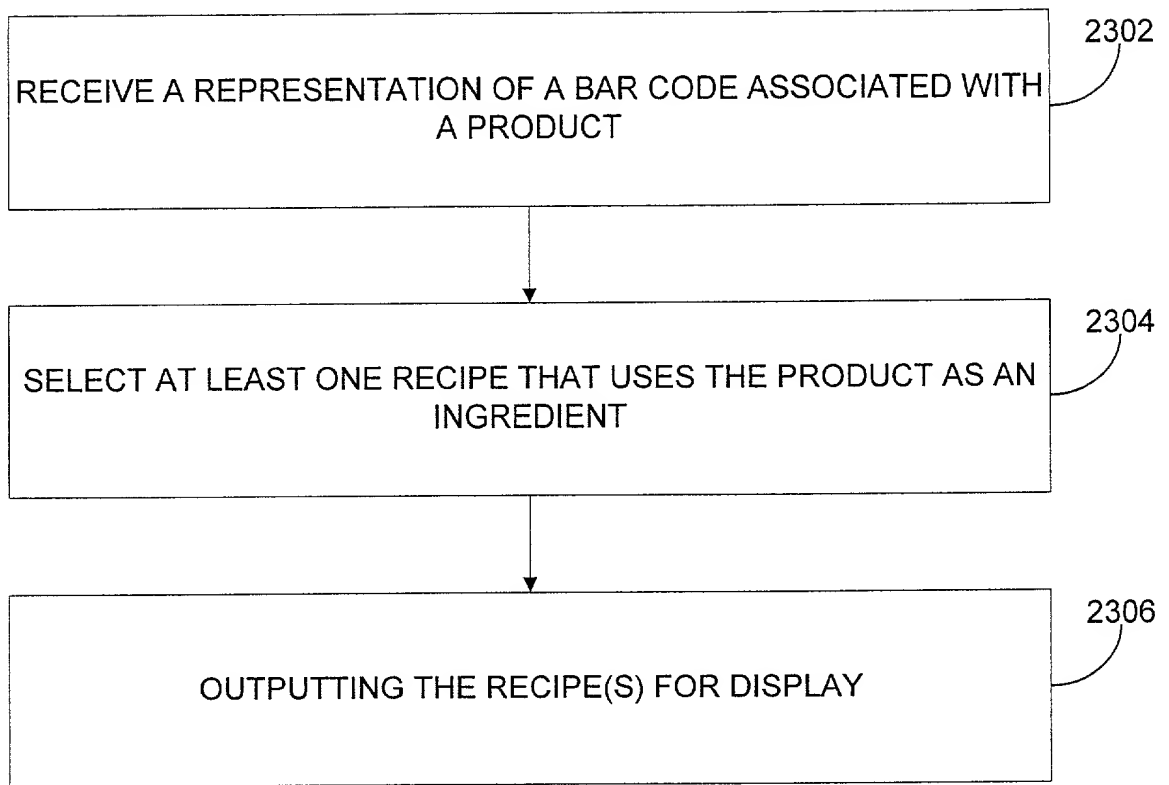 2302
RECEIVE A REPRESENTATION OF A BAR CODE ASSOCIATED WITH
A PRODUCT
2304
SELECT AT LEAST ONE RECIPE THAT USES THE PRODUCT AS AN
INGREDIENT
2306
OUTPUTTING THE RECIPE(S) FOR DISPLAY